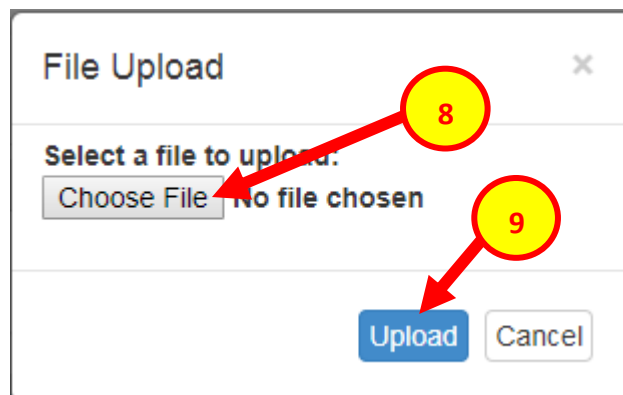 File Upload ×
8
Select a file to upload:
Choose File No file chosen
9
Upload Cancel